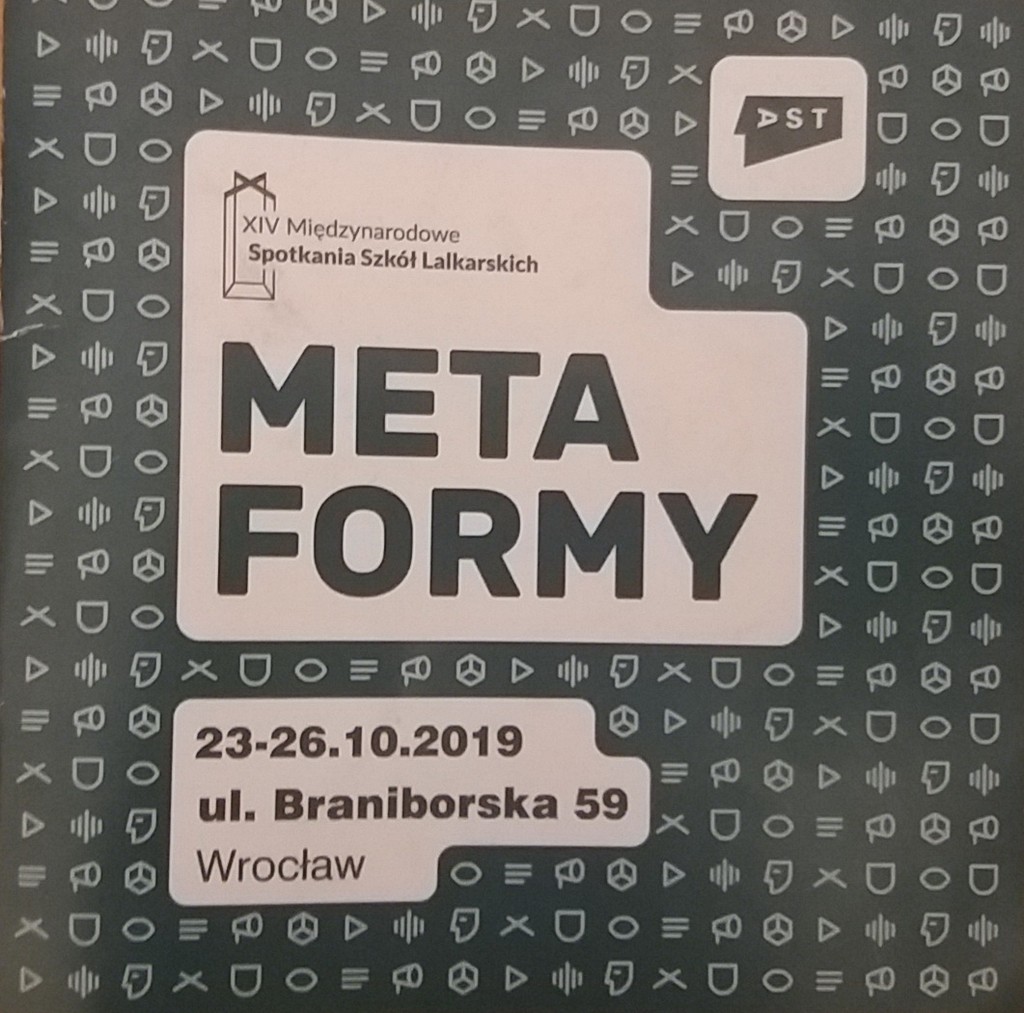 AST
XIV Międzynarodowe
Spotkania Szkół Lalkarskich
META
FORMY
23-26.10.2019
ul. Braniborska 59
Wrocław